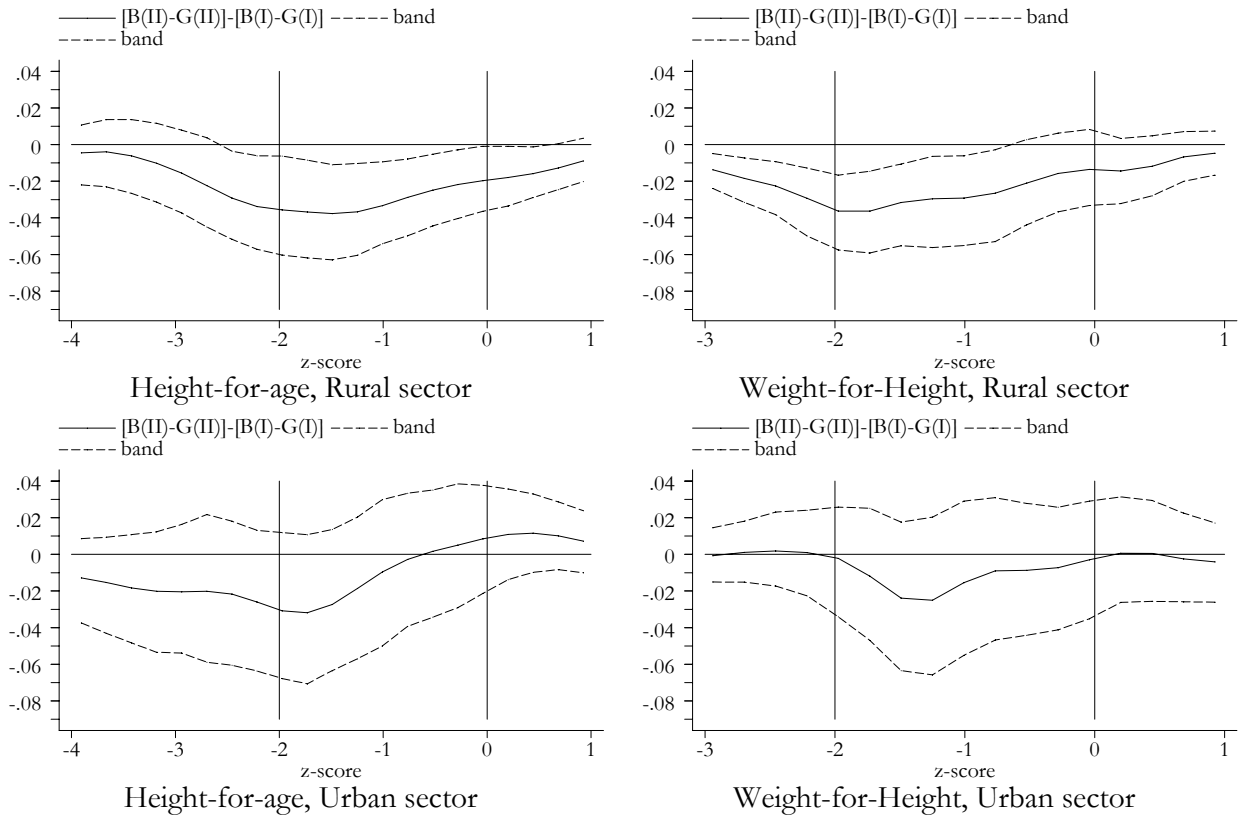 [B(II)-G(II)]-[B(I)-G(I)] band
band
.04
.02
0
-.02
-.04
-.06
-.08
-4 -3 -2 -1 0 1
z-score
Height-for-age, Rural sector
[B(II)-G(II)]-[B(I)-G(I)] band
band
.04
.02
0
-.02
-.04
-.06
-.08
-3 -2 -1 0 1
z-score
Weight-for-Height, Rural sector
[B(II)-G(II)]-[B(I)-G(I)] band
band
.04
.02
0
-.02
-.04
-.06
-.08
-4 -3 -2 -1 0 1
z-score
Height-for-age, Urban sector
[B(II)-G(II)]-[B(I)-G(I)] band
band
.04
.02
0
-.02
-.04
-.06
-.08
-3 -2 -1 0 1
z-score
Weight-for-Height, Urban sector